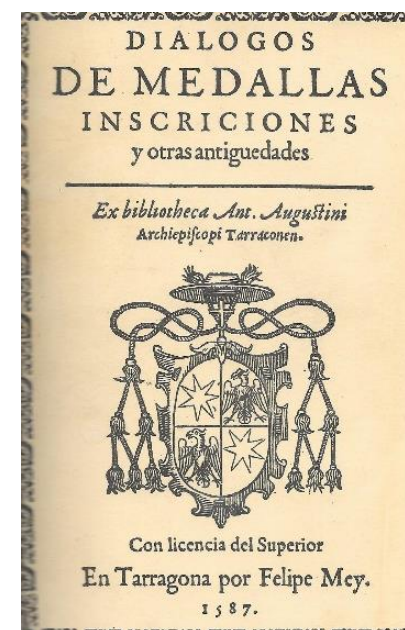 DIALOGOS
DE MEDALLAS
INSCRICIONES
y otras antiguedades
Ex bibliotheca Ant. Auguſtini
Archiepiſcopi Tarraconen.
Con licencia del Superior
En Tarragona por Felipe Mey.
1587.